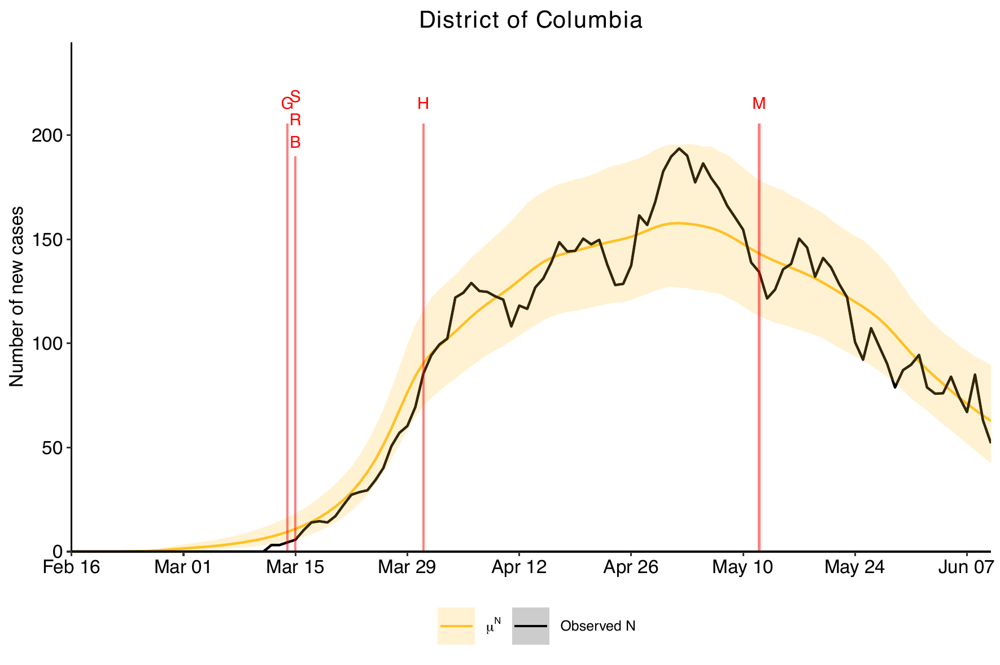 District of Columbia
G S
R
B
H
M
Number of new cases
200
150
100
50
0
Feb 16 Mar 01 Mar 15 Mar 29 Apr 12 Apr 26 May 10 May 24 Jun 07
μN Observed N